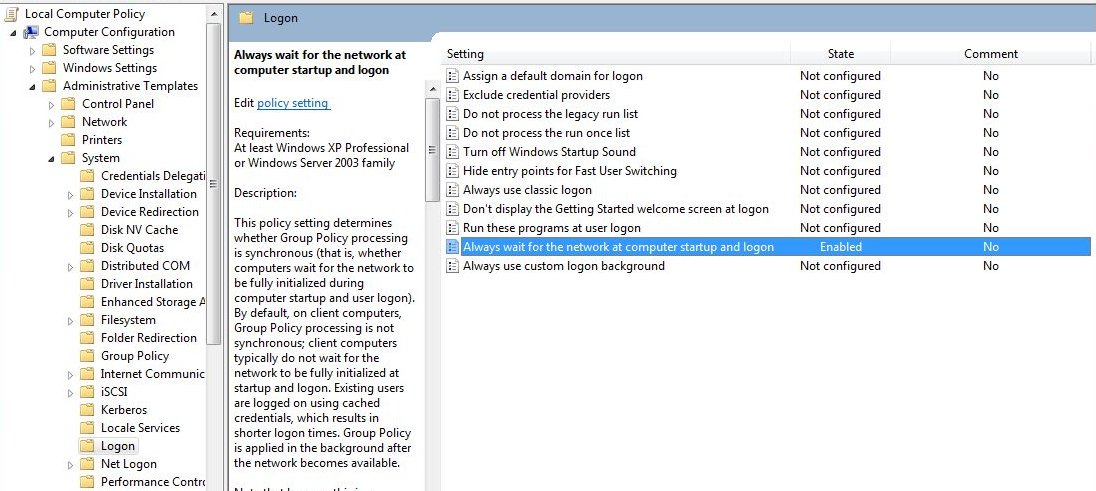 Local Computer Policy
Computer Configuration
Software Settings
Windows Settings
Administrative Templates
Control Panel
Network
Printers
System
Credentials Delegati
Device Installation
Device Redirection
Disk NV Cache
Disk Quotas
Distributed COM
Driver Installation
Enhanced Storage A
Filesystem
Folder Redirection
Group Policy
Internet Communic
iSCSI
Kerberos
Locale Services
Logon
Net Logon
Performance Contro
Logon
Always wait for the network at
computer startup and logon
Edit policy setting
Requirements:
At least Windows XP Professional
or Windows Server 2003 family
Description:
This policy setting determines
whether Group Policy processing
is synchronous (that is, whether
computers wait for the network to
be fully initialized during
computer startup and user logon).
By default, on client computers,
Group Policy processing is not
synchronous; client computers
typically do not wait for the
network to be fully initialized at
startup and logon. Existing users
are logged on using cached
credentials, which results in
shorter logon times. Group Policy
is applied in the background after
the network becomes available.
Setting State Comment
Assign a default domain for logon Not configured No
Exclude credential providers Not configured No
Do not process the legacy run list Not configured No
Do not process the run once list Not configured No
Turn off Windows Startup Sound Not configured No
Hide entry points for Fast User Switching Not configured No
Always use classic logon Not configured No
Don't display the Getting Started welcome screen at logon Not configured No
Run these programs at user logon Not configured No
Always wait for the network at computer startup and logon Enabled No
Always use custom logon background Not configured No